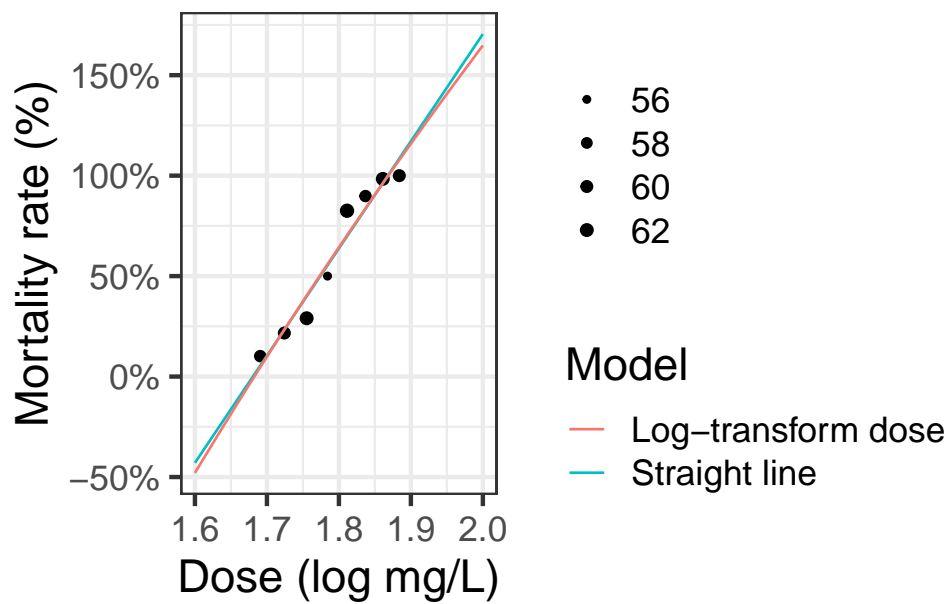 Mortality rate (%)
150%
100%
50%
0%
−50%
1.6 1.7 1.8 1.9 2.0
Dose (log mg/L)
56
58
60
62
Model
Log−transform dose
Straight line